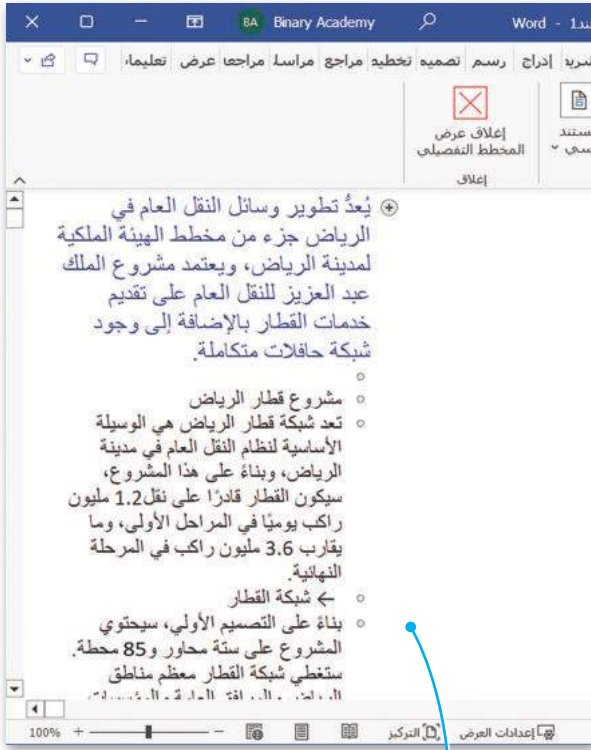 Word - ند1
BA Binary Academy
إدراج رسم تصميم تخطيط مراجع مراسلا مراجعا عرض تعليما
إغلاق عرض
المخطط التفصيلي
إغلاق
يُعدُّ تطوير وسائل النقل العام في
الرياض جزء من مخطط الهيئة الملكية
لمدينة الرياض، ويعتمد مشروع الملك
عبد العزيز للنقل العام على تقديم
خدمات القطار بالإضافة إلى وجود
شبكة حافلات متكاملة.
مشروع قطار الرياض
تعد شبكة قطار الرياض هي الوسيلة
الأساسية لنظام النقل العام في مدينة
الرياض، وبناءً على هذا المشروع،
سيكون القطار قادرًا على نقل1.2 مليون
راكب يوميًا في المراحل الأولى، وما
يقارب 3.6 مليون راكب في المرحلة
النهائية.
← شبكة القطار
بناءً على التصميم الأولي، سيحتوي
المشروع على ستة محاور و85 محطة.
ستغطي شبكة القطار معظم مناطق
إعدادات العرض التركيز 100%